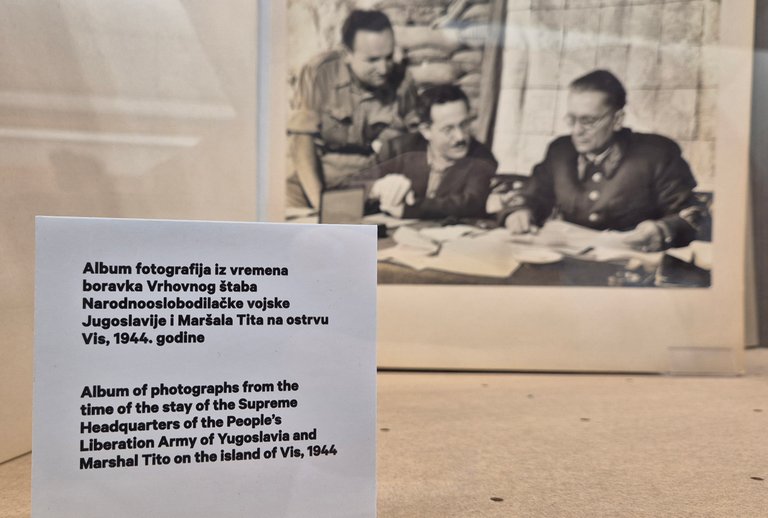 Album fotografija iz vremena
boravka Vrhovnog štaba
Narodnooslobodilačke vojske
Jugoslavije i Maršala Tita na ostrvu
Vis, 1944. godine
Album of photographs from the
time of the stay of the Supreme
Headquarters of the People's
Liberation Army of Yugoslavia and
Marshal Tito on the island of Vis, 1944